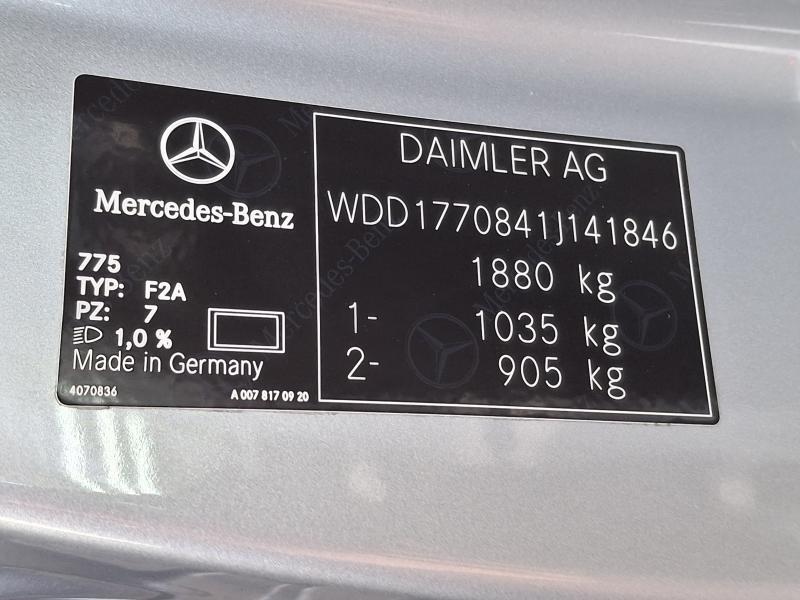 Mercedes-Benz
775
TYP: F2A
PZ: 7
1,0 %
Made in Germany
4070836
A 007 817 09 20
DAIMLER AG
WDD1770841J141846
1880 kg
1- 1035 kg
2- 905 kg